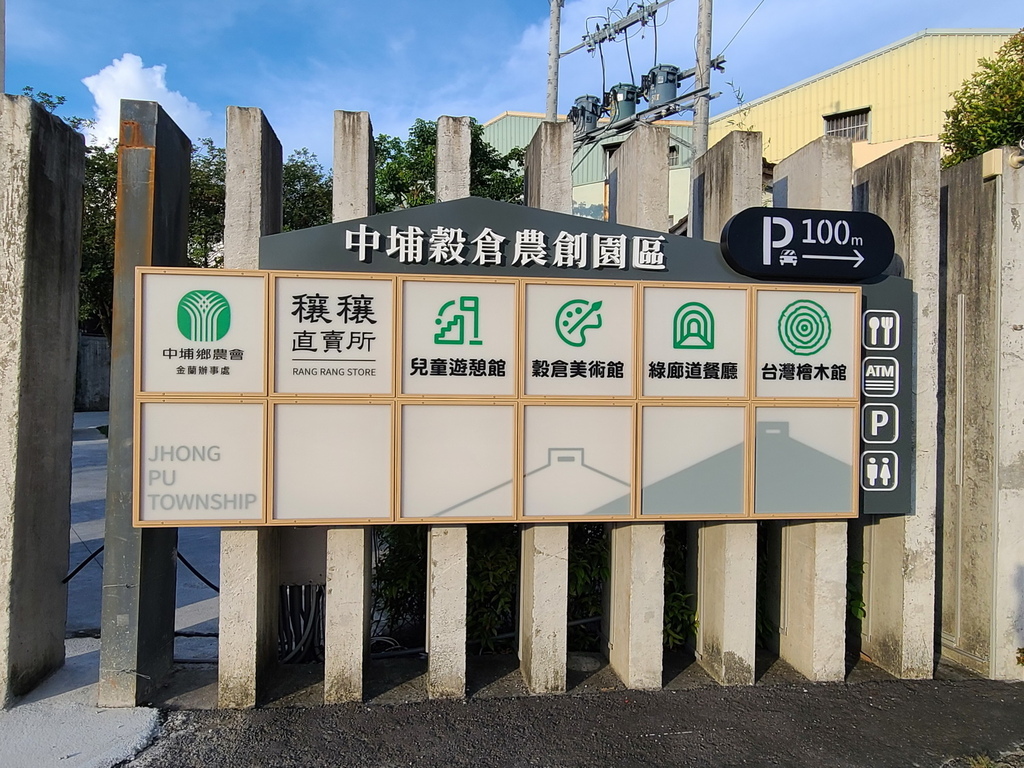 中埔穀倉農創園區
P 100m
中埔鄉農會
金蘭辦事處
穰穰
直賣所
RANG RANG STORE
兒童遊憩館
穀倉美術館
綠廊道餐廳
台灣檜木館
ATM
P
JHONG
PU
TOWNSHIP